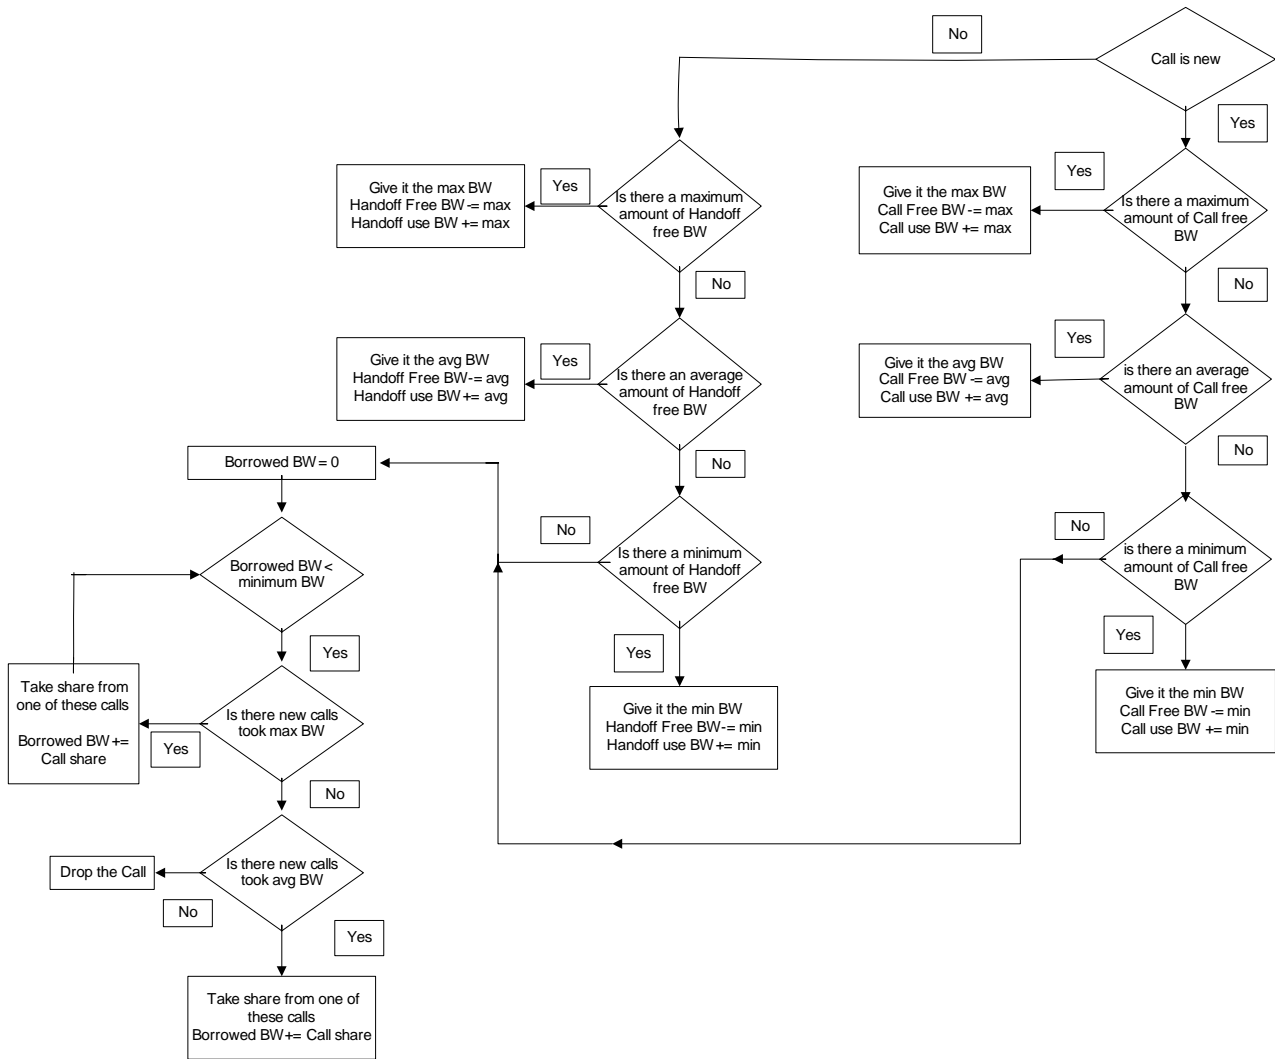 No
Call is new
Yes
Give it the max BW
Handoff Free BW -= max
Handoff use BW += max
Yes
Is there a maximum
amount of Handoff
free BW
Give it the max BW
Call Free BW -= max
Call use BW += max
Yes
Is there a maximum
amount of Call free
BW
No
No
Give it the avg BW
Handoff Free BW -= avg
Handoff use BW += avg
Yes
Is there an average
amount of Handoff
free BW
Give it the avg BW
Call Free BW -= avg
Call use BW += avg
Yes
is there an average
amount of Call free
BW
No
No
Borrowed BW = 0
Borrowed BW <
minimum BW
No
Is there a minimum
amount of Handoff
free BW
No
is there a minimum
amount of Call free
BW
Yes
Yes
Yes
Take share from
one of these calls
Borrowed BW +=
Call share
Yes
Is there new calls
took max BW
Give it the min BW
Handoff Free BW -= min
Handoff use BW += min
Give it the min BW
Call Free BW -= min
Call use BW += min
No
Drop the Call
Is there new calls
took avg BW
No
Yes
Take share from one of
these calls
Borrowed BW += Call share